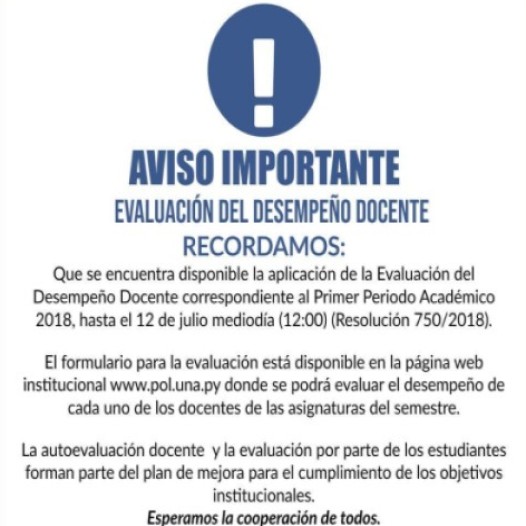 !
AVISO IMPORTANTE
EVALUACIÓN DEL DESEMPEÑO DOCENTE
RECORDAMOS:
Que se encuentra disponible la aplicación de la Evaluación del
Desempeño Docente correspondiente al Primer Periodo Académico
2018, hasta el 12 de julio mediodía (12:00) (Resolución 750/2018).
El formulario para la evaluación está disponible en la página web
institucional www.pol.una.py donde se podrá evaluar el desempeño de
cada uno de los docentes de las asignaturas del semestre.
La autoevaluación docente y la evaluación por parte de los estudiantes
forman parte del plan de mejora para el cumplimiento de los objetivos
institucionales.
Esperamos la cooperación de todos.